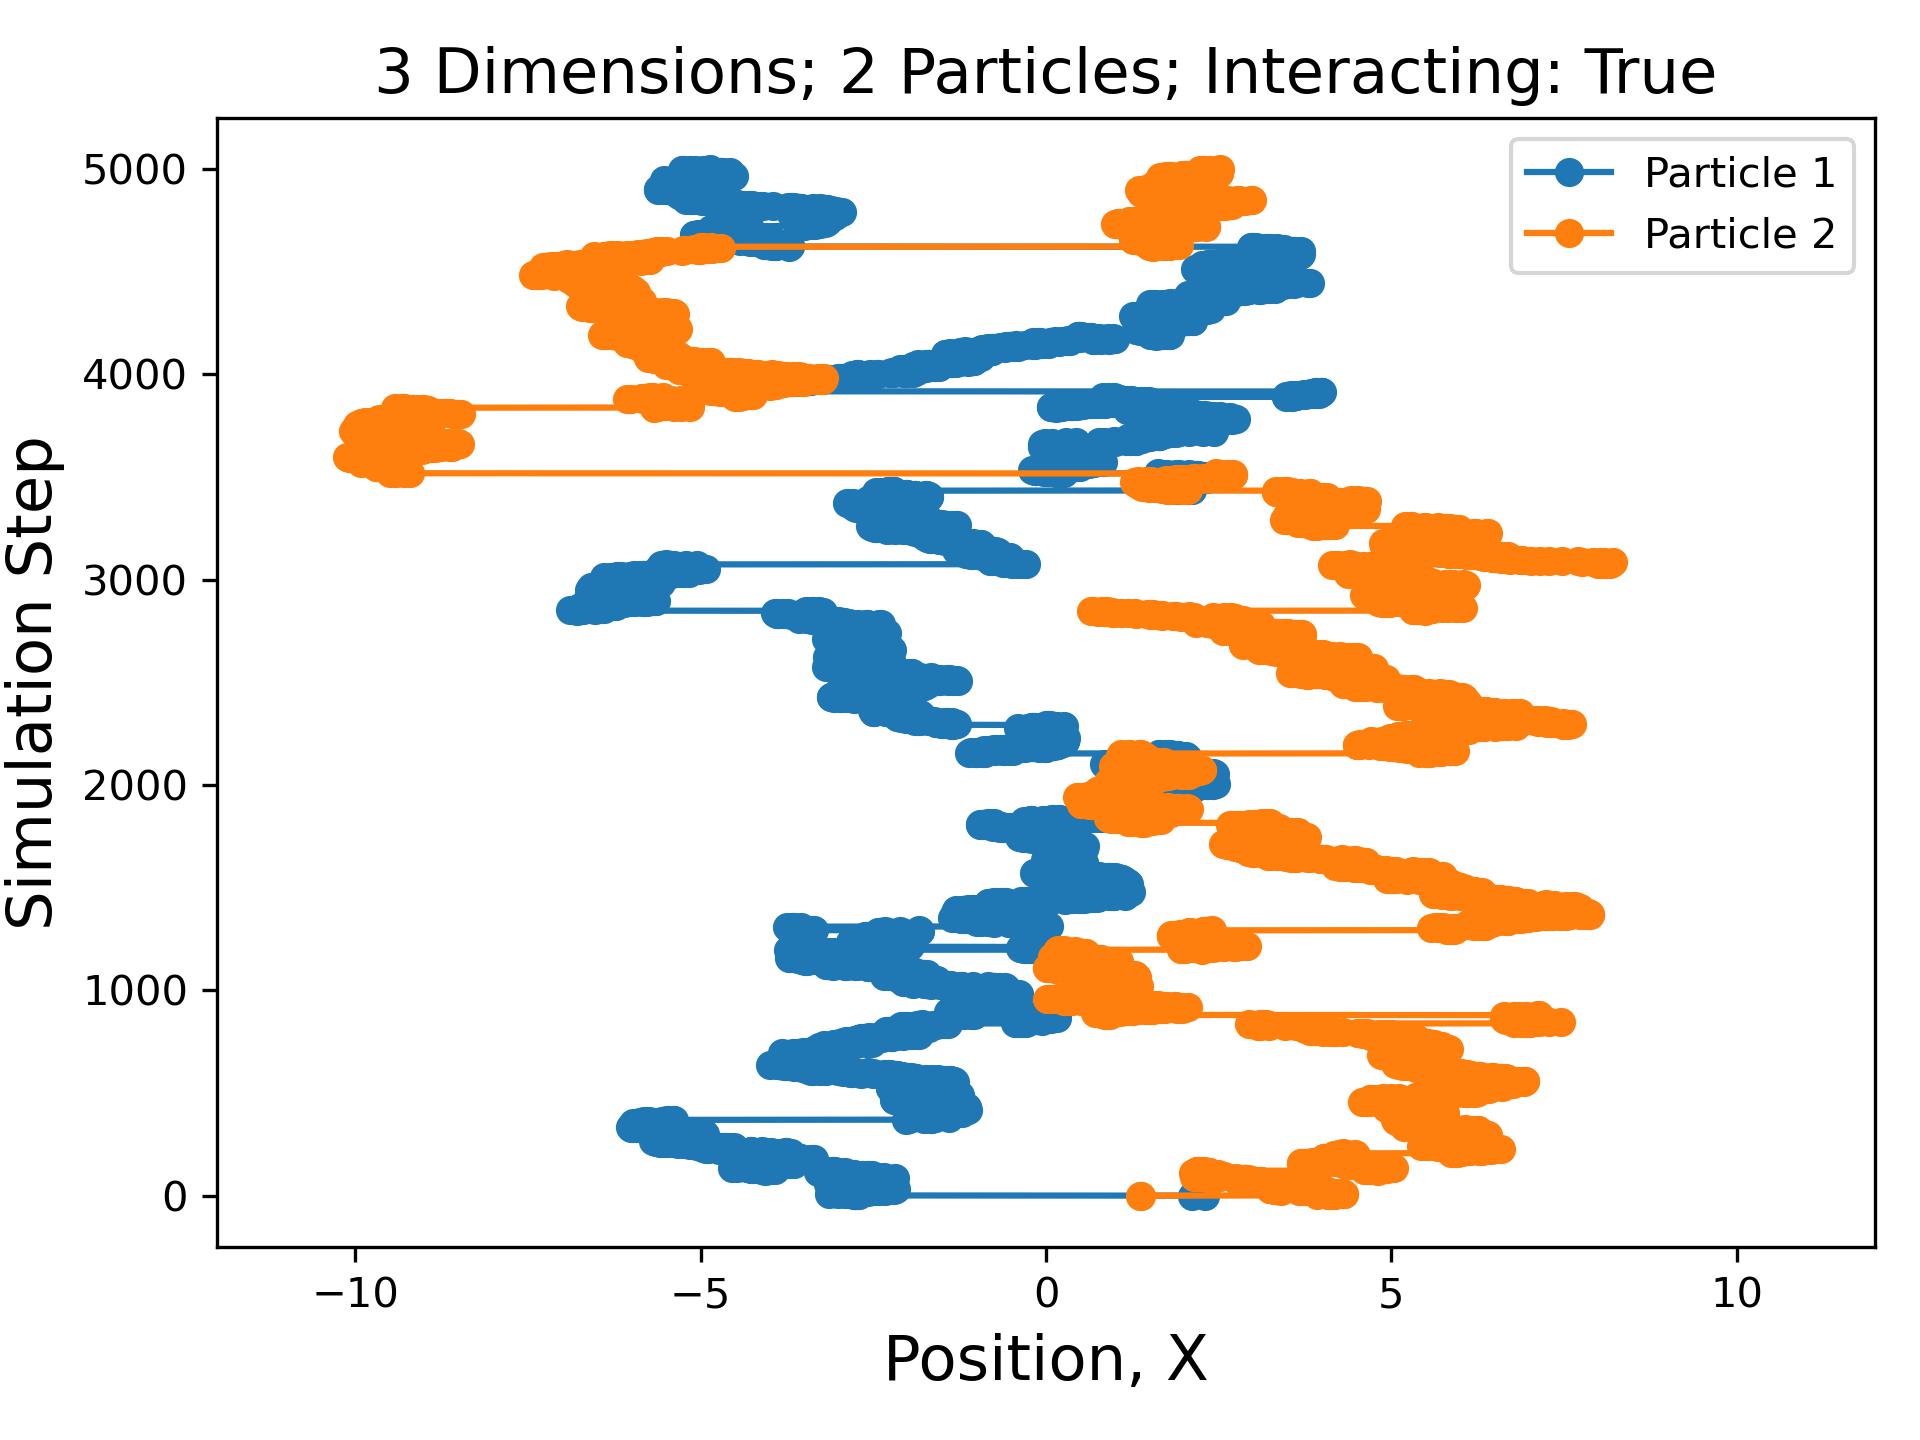 3 Dimensions; 2 Particles; Interacting: True
Particle 1
Particle 2
5000
4000
3000
2000
1000
0
Simulation Step
−10
−5
0
5
10
Position, X